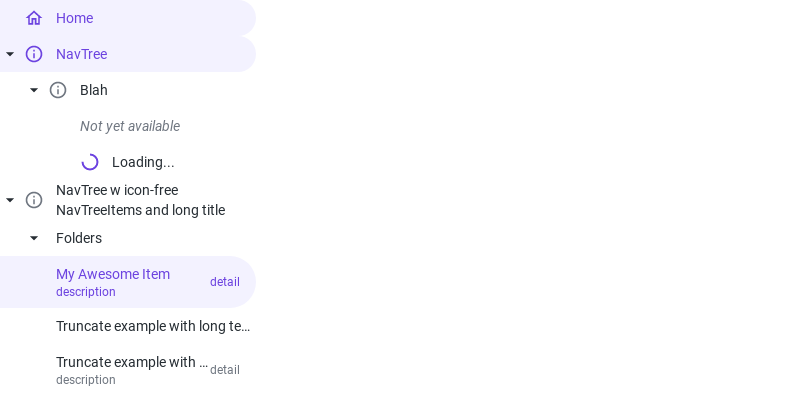 Home
NavTree
Blah
Not yet available
Loading...
NavTree w icon-free
NavTreeItems and long title
Folders
My Awesome Item
detail
description
Truncate example with long te…
Truncate example with …
detail
description